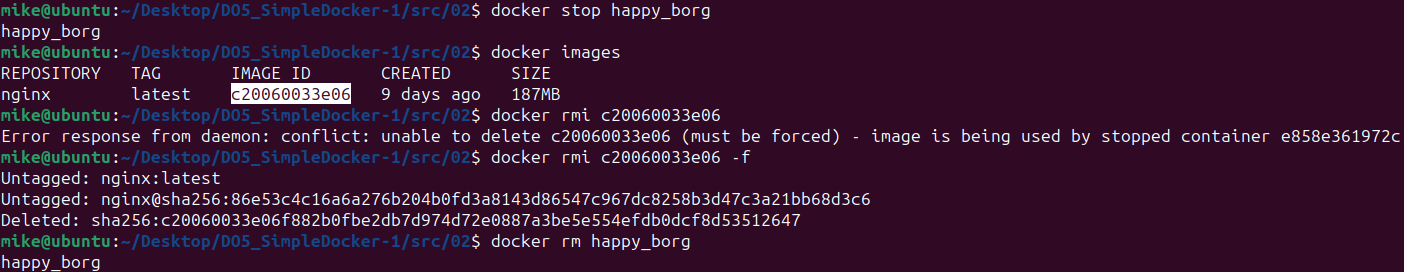 mike@ubuntu:~/Desktop/DO5_SimpleDocker-1/src/02$ docker stop happy_borg
happy_borg
mike@ubuntu:~/Desktop/DO5_SimpleDocker-1/src/02$ docker images
REPOSITORY   TAG       IMAGE ID       CREATED      SIZE
nginx        latest    c20060033e06   9 days ago   187MB
mike@ubuntu:~/Desktop/DO5_SimpleDocker-1/src/02$ docker rmi c20060033e06
Error response from daemon: conflict: unable to delete c20060033e06 (must be forced) - image is being used by stopped container e858e361972c
mike@ubuntu:~/Desktop/DO5_SimpleDocker-1/src/02$ docker rmi c20060033e06 -f
Untagged: nginx:latest
Untagged: nginx@sha256:86e53c4c16a6a276b204b0fd3a8143d86547c967dc8258b3d47c3a21bb68d3c6
Deleted: sha256:c20060033e06f882b0fbe2db7d974d72e0887a3be5e554efdb0dcf8d53512647
mike@ubuntu:~/Desktop/DO5_SimpleDocker-1/src/02$ docker rm happy_borg
happy_borg